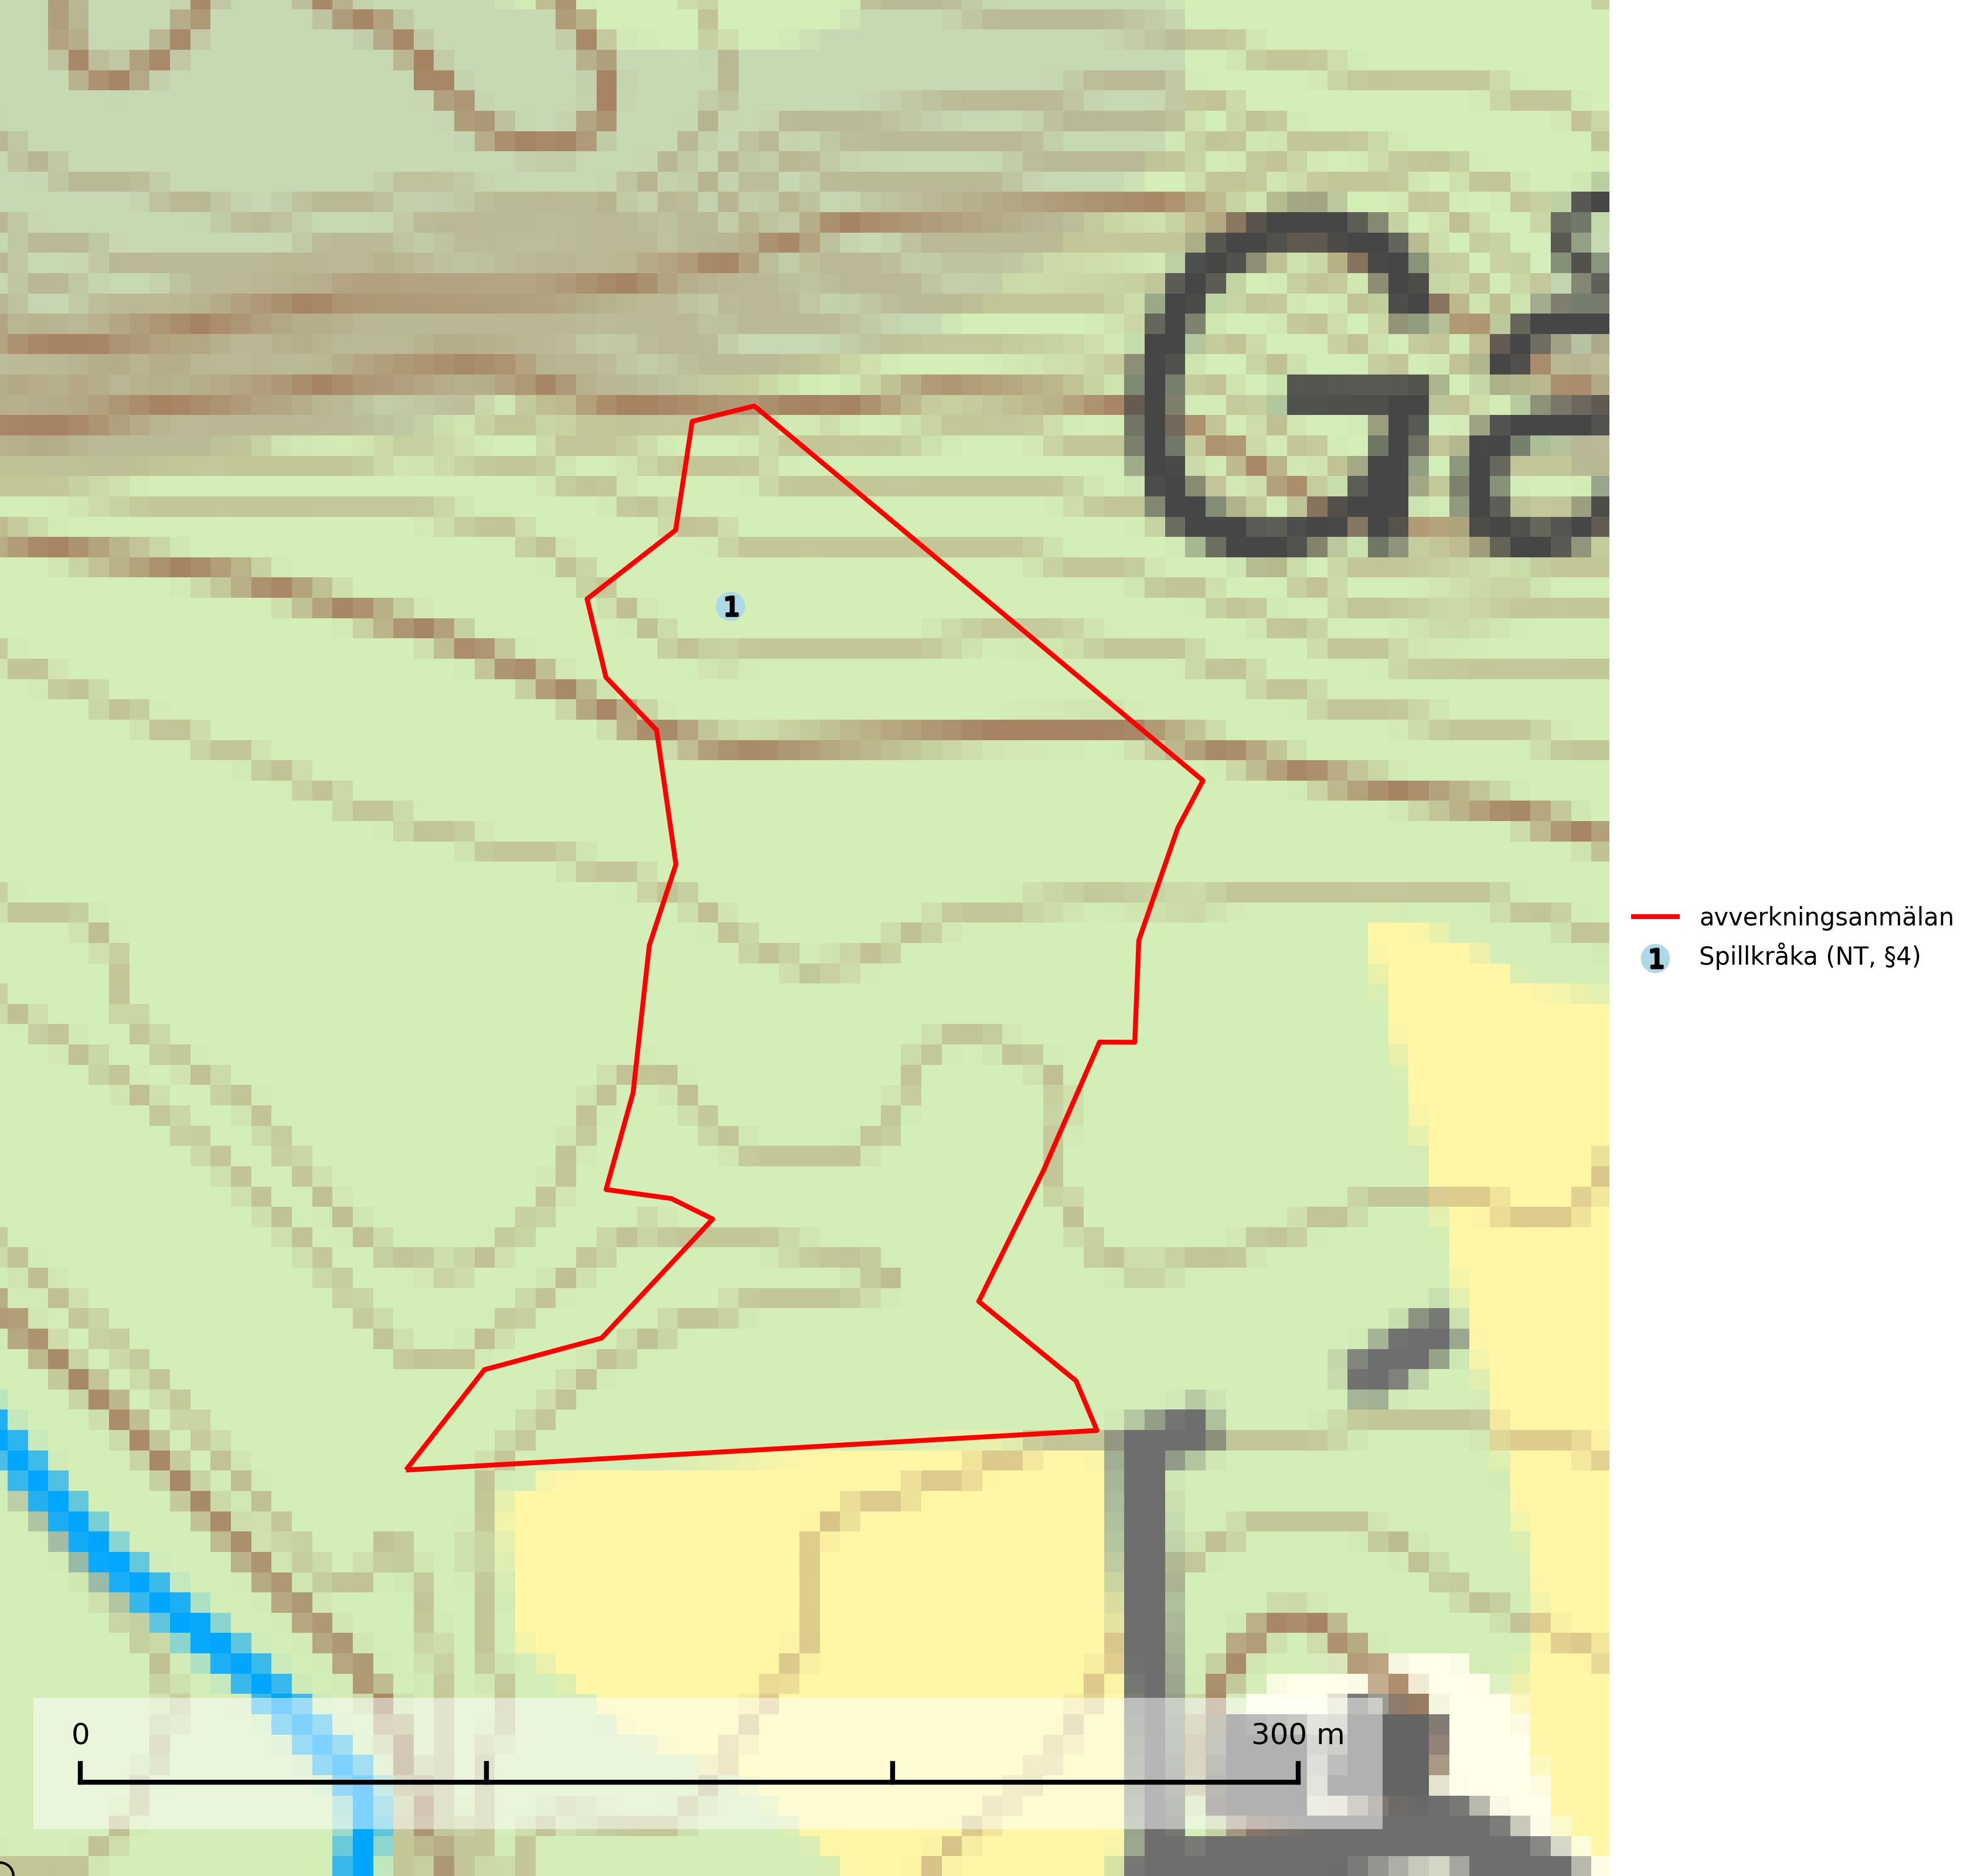 G
1
avverkningsanmälan
1 Spillkråka (NT, §4)
0 300 m